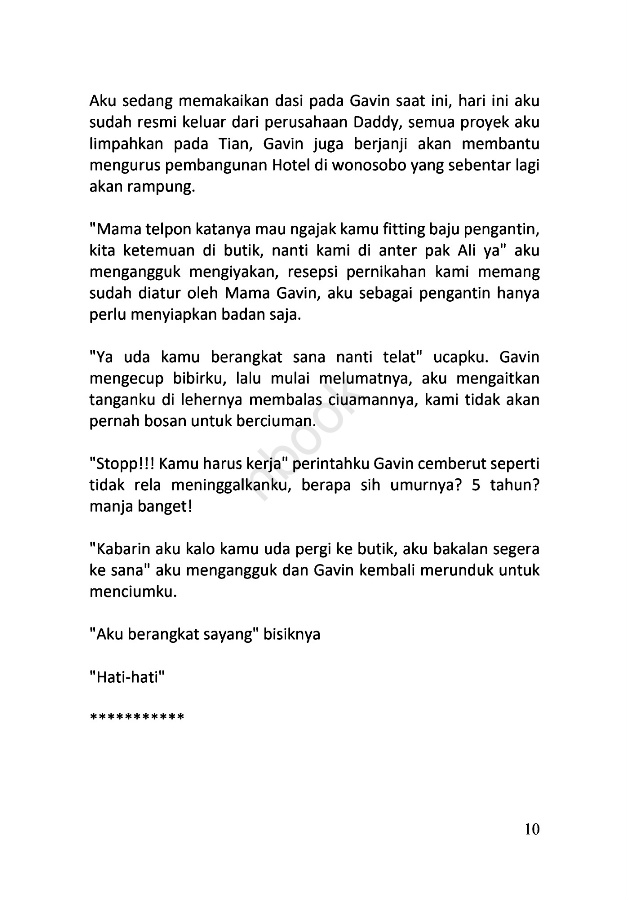 Aku sedang memakaikan dasi pada Gavin saat ini, hari ini aku
sudah resmi keluar dari perusahaan Daddy, semua proyek aku
limpahkan pada Tian, Gavin juga berjanji akan membantu
mengurus pembangunan Hotel di wonosobo yang sebentar lagi
akan rampung.
"Mama telpon katanya mau ngajak kamu fitting baju pengantin,
kita ketemuan di butik, nanti kami di anter pak Ali ya" aku
mengangguk mengiyakan, resepsi pernikahan kami memang
sudah diatur oleh Mama Gavin, aku sebagai pengantin hanya
perlu menyiapkan badan saja.
"Ya uda kamu berangkat sana nanti telat" ucapku. Gavin
mengecup bibirku, lalu mulai melumatnya, aku mengaitkan
tanganku di lehernya membalas ciuamannya, kami tidak akan
pernah bosan untuk berciuman.
"Stopp!!! Kamu harus kerja" perintahku Gavin cemberut seperti
tidak rela meninggalkanku, berapa sih umurnya? 5 tahun?
manja banget!
"Kabarin aku kalo kamu uda pergi ke butik, aku bakalan segera
ke sana" aku mengangguk dan Gavin kembali merunduk untuk
menciumku.
"Aku berangkat sayang" bisiknya
"Hati-hati"
***********
10